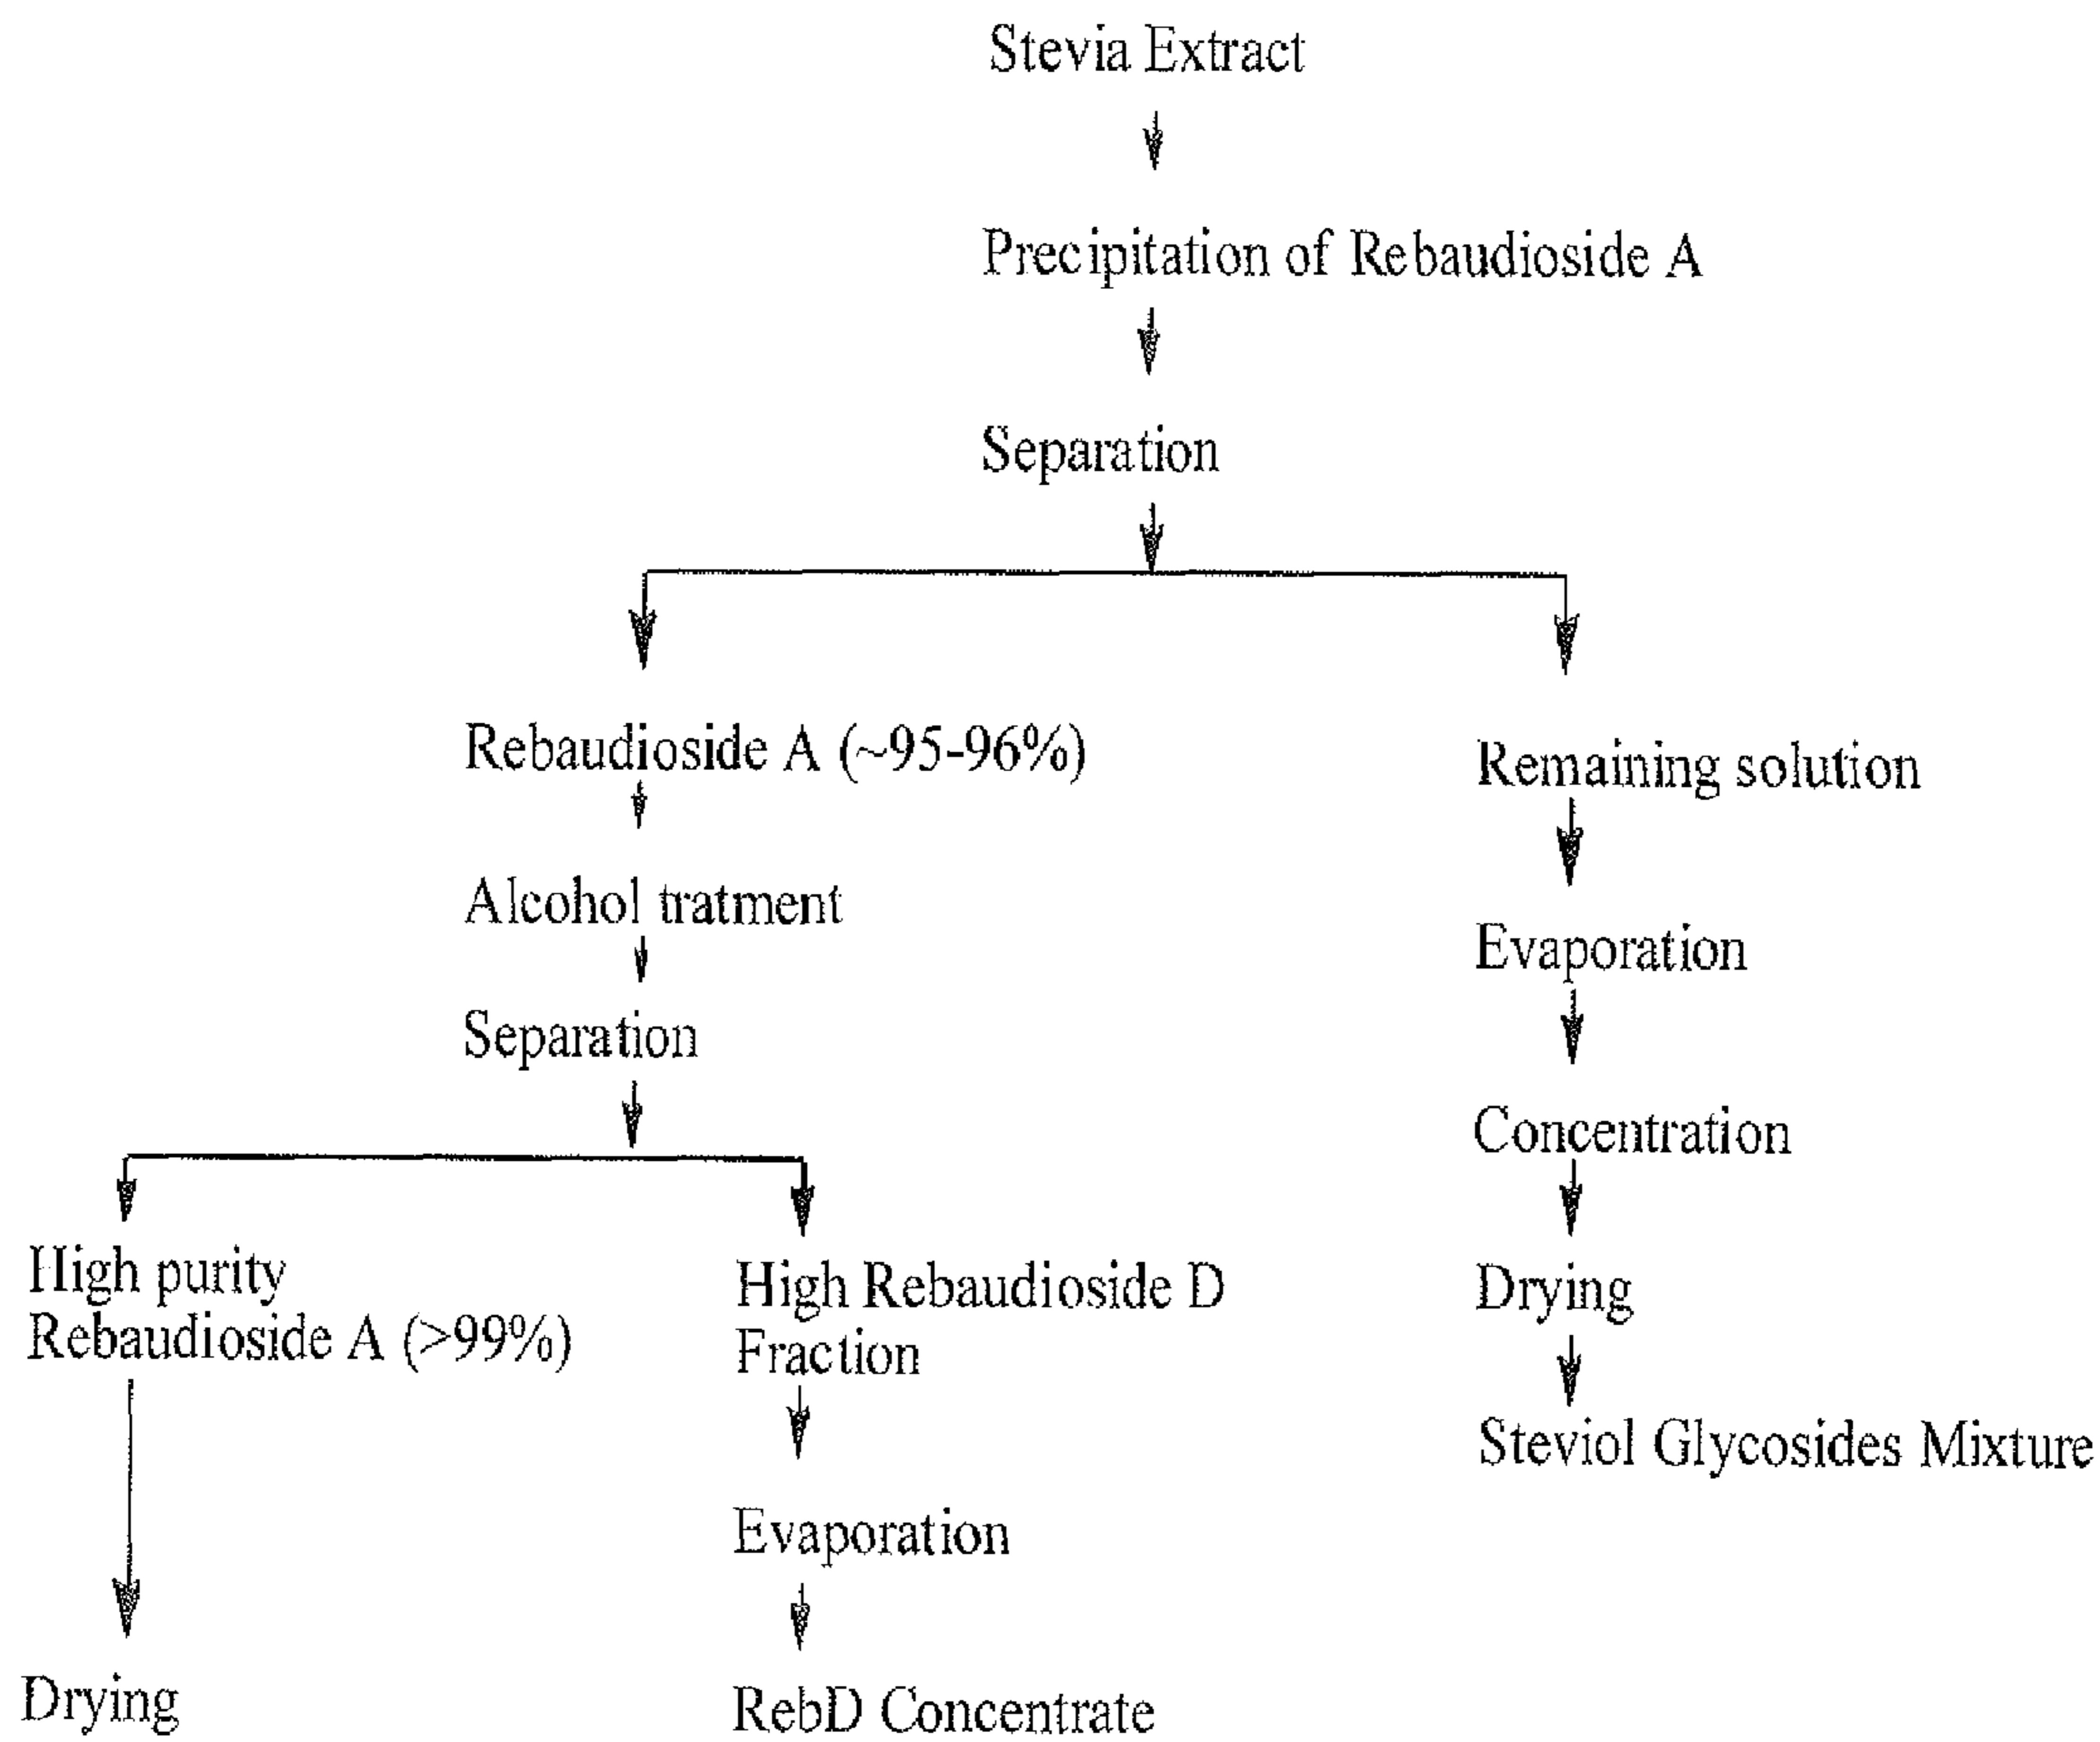 Stevia Extract
Precipitation of Rebaudioside A
Separation
Rebaudioside A (~95-96%)
Remaining solution
Alcohol tratment
Evaporation
Separation
Concentration
High purity
Rebaudioside A (>99%)
High Rebaudioside D
Fraction
Drying
Steviol Glycosides Mixture
Evaporation
Drying
RebD Concentrate